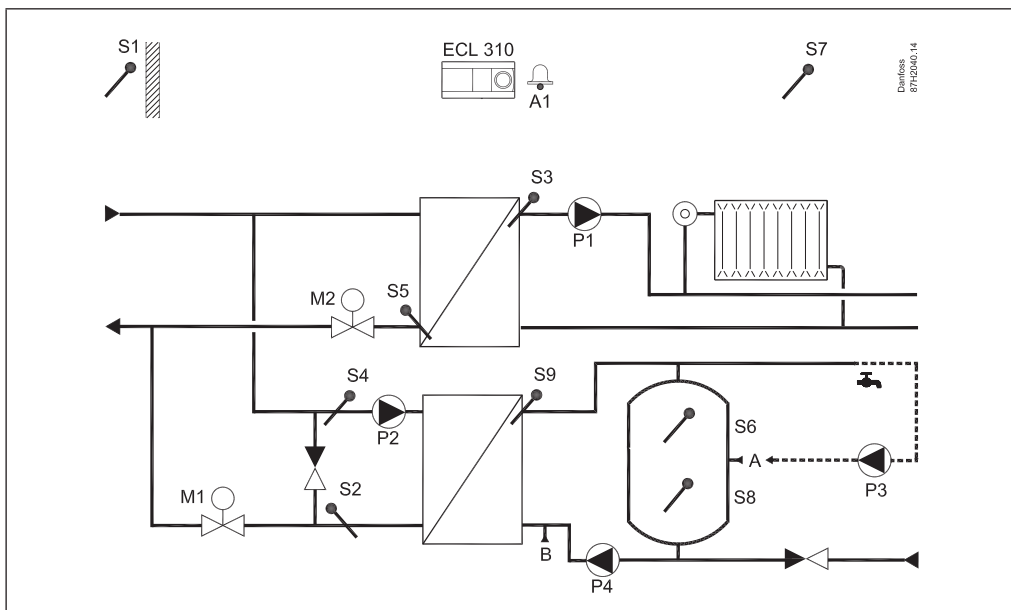 S1
ECL 310
A1
S7
Danfoss
87H2040.14
S3
P1
M2
S5
S4
P2
S9
S6
A
S8
P3
M1
S2
B
P4